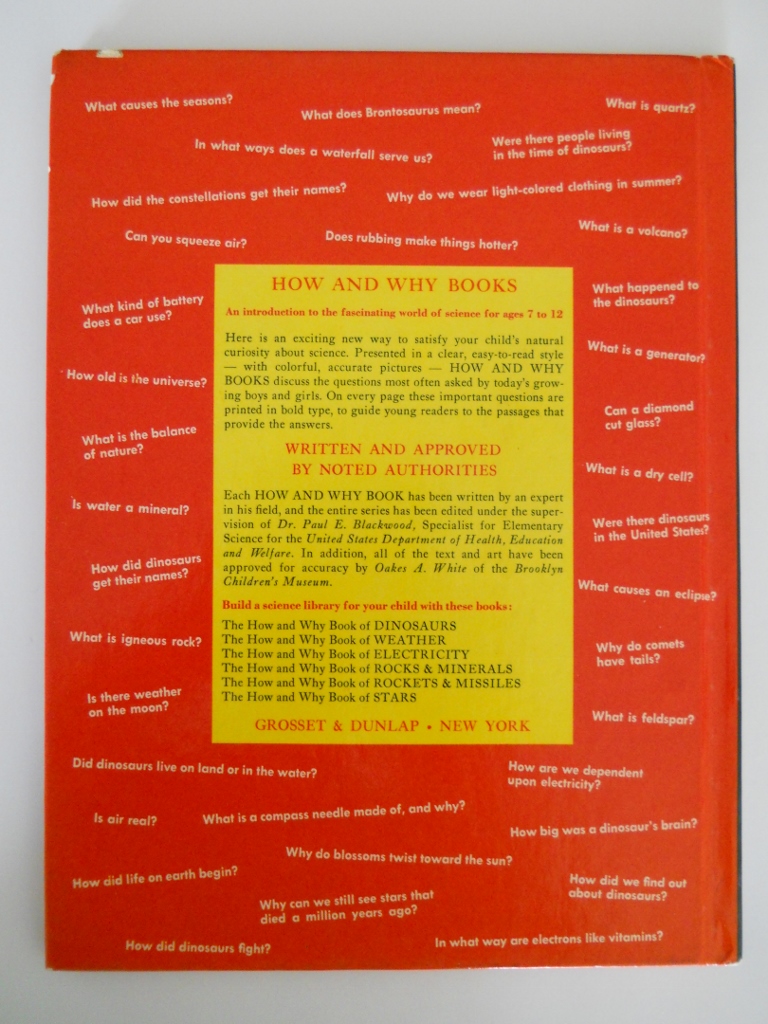 What causes the seasons?
What does Brontosaurus mean?
What is quartz?
In what ways does a waterfall serve us?
Were there people living
in the time of dinosaurs?
How did the constellations get their names?
Why do we wear light-colored clothing in summer?
Can you squeeze air?
Does rubbing make things hotter?
What is a volcano?
What kind of battery
does a car use?
How old is the universe?
What is the balance
of nature?
Is water a mineral?
How did dinosaurs
get their names?
What is igneous rock?
Is there weather
on the moon?
HOW AND WHY BOOKS
An introduction to the fascinating world of science for ages 7 to 12
Here is an exciting new way to satisfy your child's natural
curiosity about science. Presented in a clear, easy-to-read style
— with colorful, accurate pictures — HOW AND WHY
BOOKS discuss the questions most often asked by today's grow-
ing boys and girls. On every page these important questions are
printed in bold type, to guide young readers to the passages that
provide the answers.
WRITTEN AND APPROVED
BY NOTED AUTHORITIES
Each HOW AND WHY BOOK has been written by an expert
in his field, and the entire series has been edited under the super-
vision of Dr. Paul E. Blackwood, Specialist for Elementary
Science for the United States Department of Health, Education
and Welfare. In addition, all of the text and art have been
approved for accuracy by Oakes A. White of the Brooklyn
Children's Museum.
Build a science library for your child with these books:
The How and Why Book of DINOSAURS
The How and Why Book of WEATHER
The How and Why Book of ELECTRICITY
The How and Why Book of ROCKS & MINERALS
The How and Why Book of ROCKETS & MISSILES
The How and Why Book of STARS
GROSSET & DUNLAP • NEW YORK
What happened to
the dinosaurs?
What is a generator?
Can a diamond
cut glass?
What is a dry cell?
Were there dinosaurs
in the United States?
What causes an eclipse?
Why do comets
have tails?
What is feldspar?
Did dinosaurs live on land or in the water?
How are we dependent
upon electricity?
Is air real?
What is a compass needle made of, and why?
How big was a dinosaur's brain?
Why do blossoms twist toward the sun?
How did life on earth begin?
How did we find out
about dinosaurs?
Why can we still see stars that
died a million years ago?
How did dinosaurs fight?
In what way are electrons like vitamins?